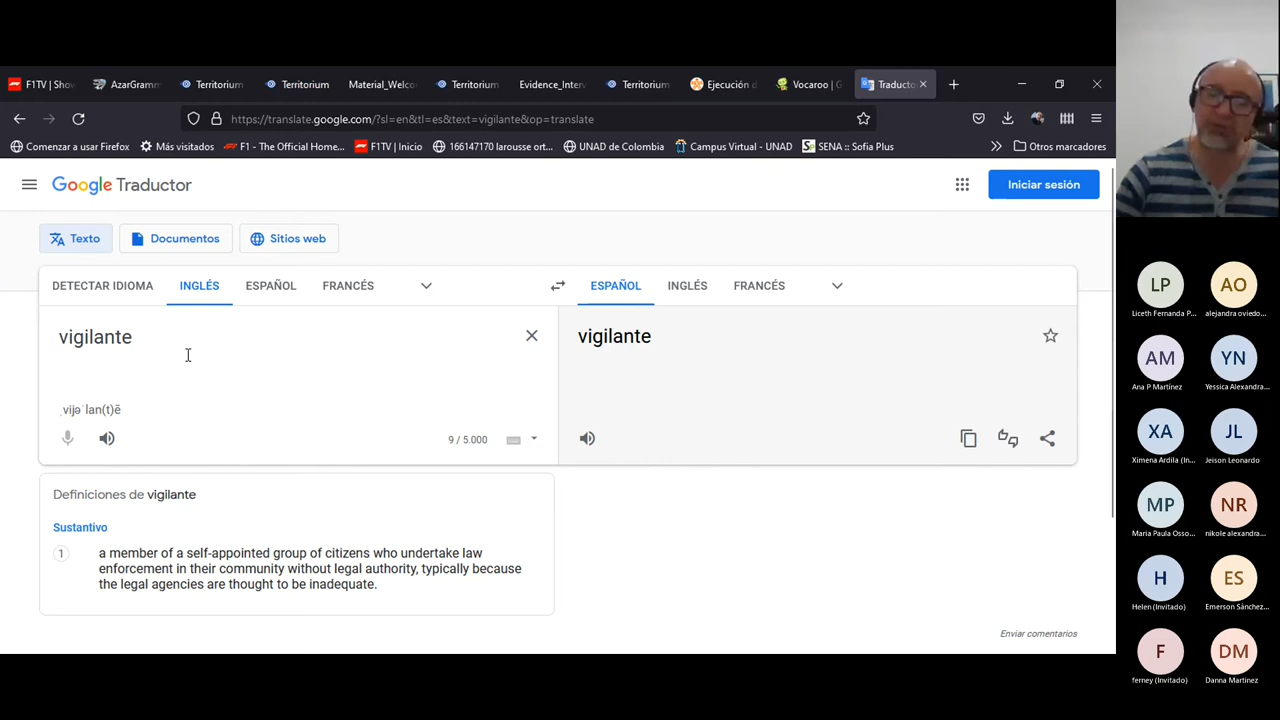 F1TV | Show
AzarGramm
Territorium
Territorium
Material_Welco
Territorium
Evidence_Interv
Territorium
Ejecución d
Vocaroo | G
Traducto
https://translate.google.com/?sl=en&tl=es&text=vigilante&op=translate
Comenzar a usar Firefox
Más visitados
F1 - The Official Home...
F1TV | Inicio
166147170 larousse ort...
UNAD de Colombia
Campus Virtual - UNAD
SENA :: Sofia Plus
Otros marcadores
Google Traductor
Iniciar sesión
Texto
Documentos
Sitios web
DETECTAR IDIOMA
INGLÉS
ESPAÑOL
FRANCÉS
ESPAÑOL
INGLÉS
FRANCÉS
vigilante
vigilante
ˌvijəˈlan(t)ē
9 / 5.000
Definiciones de vigilante
Sustantivo
1
a member of a self-appointed group of citizens who undertake law
enforcement in their community without legal authority, typically because
the legal agencies are thought to be inadequate.
Enviar comentarios
LP
AO
Liceth Fernanda P...
alejandra oviedo...
AM
YN
Ana P Martínez
Yessica Alexandra...
XA
JL
Ximena Ardila (In...
Jeison Leonardo
MP
NR
Maria Paula Osso...
nikole alexandra...
H
ES
Helen (Invitado)
Emerson Sánchez...
F
DM
ferney (Invitado)
Danna Martinez